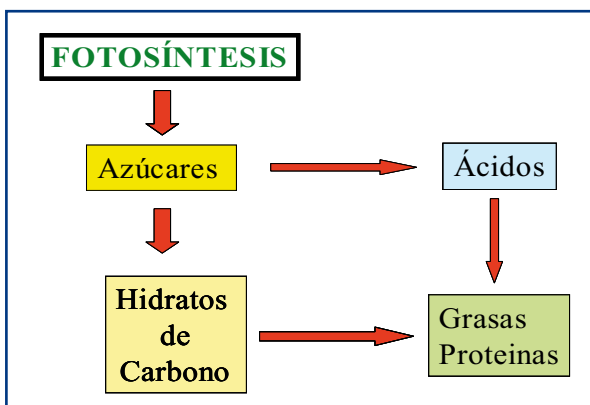 FOTOSÍNTESIS
Azúcares
Ácidos
Hidratos
de
Carbono
Grasas
Proteinas